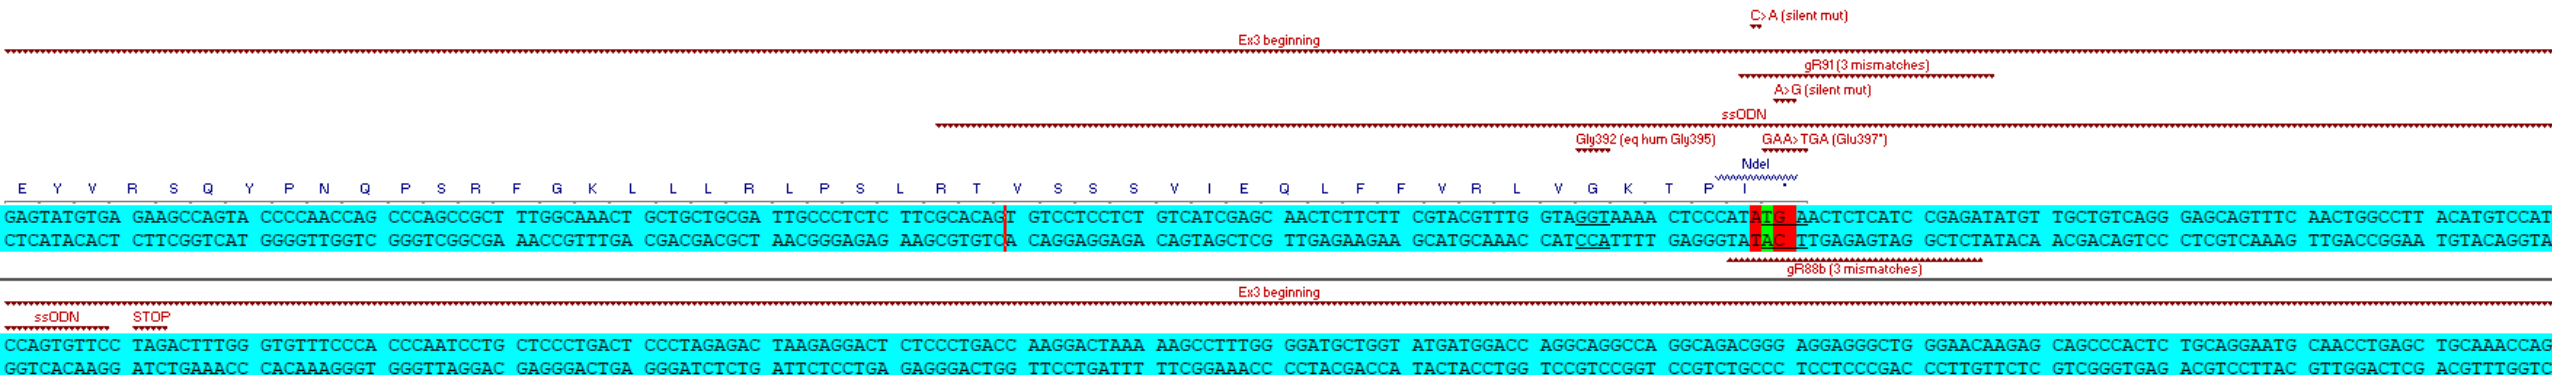 C>A (silent mut)
Ex3 beginning
gR91(3 mismatches)
A>G (silent mut)
ssODN
Gly392 (eq hum Gly395) GAA>TGA (Glu397*)
NdeI
E Y V R S Q Y P N Q P S R F G K L L L R L P S L R T V S S S V I E Q L F F V R L V G K T P I *
GAGTATGTGA GAAGCCAGTA CCCCAACCAG CCCAGCCGCT TTGGCAAACT GCTGCTGCGA TTGCCCTCTC TTCGCACAGT GTCCTCCTCT GTCATCGAGC AACTCTTCTT CGTACGTTTG GTAGGTAAAA CTCCCATATG AACTCTCATC CGAGATATGT TGCTGTCAGG GAGCAGTTTC AACTGGCCTT ACATGTCCAT
CTCATACACT CTTCGGTCAT GGGGTTGGTC GGGTCGGCGA AACCGTTTGA CGACGACGCT AACGGGAGAG AAGCGTGTCA CAGGAGGAGA CAGTAGCTCG TTGAGAAGAA GCATGCAAAC CATCCATTTT GAGGGTATAC TTGAGAGTAG GCTCTATACA ACGACAGTCC CTCGTCAAAG TTGACCGGAA TGTACAGGTA
gR88b(3 mismatches)
Ex3 beginning
ssODN STOP
CCAGTGTTCC TAGACTTTGG GTGTTTCCCA CCCAATCCTG CTCCCTGACT CCCTAGAGAC TAAGAGGACT CTCCCTGACC AAGGACTAAA AAGCCTTTGG GGATGCTGGT ATGATGGACC AGGCAGGCCA GGCAGACGGG AGGAGGGCTG GGAACAAGAG CAGCCCACTC TGCAGGAATG CAACCTGAGC TGCAAACCAG
GGTCACAAGG ATCTGAAACC CACAAAGGGT GGGTTAGGAC GAGGGACTGA GGGATCTCTG ATTCTCCTGA GAGGGACTGG TTCCTGATTT TTCGGAAACC CCTACGACCA TACTACCTGG TCCGTCCGGT CCGTCTGCCC TCCTCCCGAC CCTTGTTCTC GTCGGGTGAG ACGTCCTTAC GTTGGACTCG ACGTTTGGTC